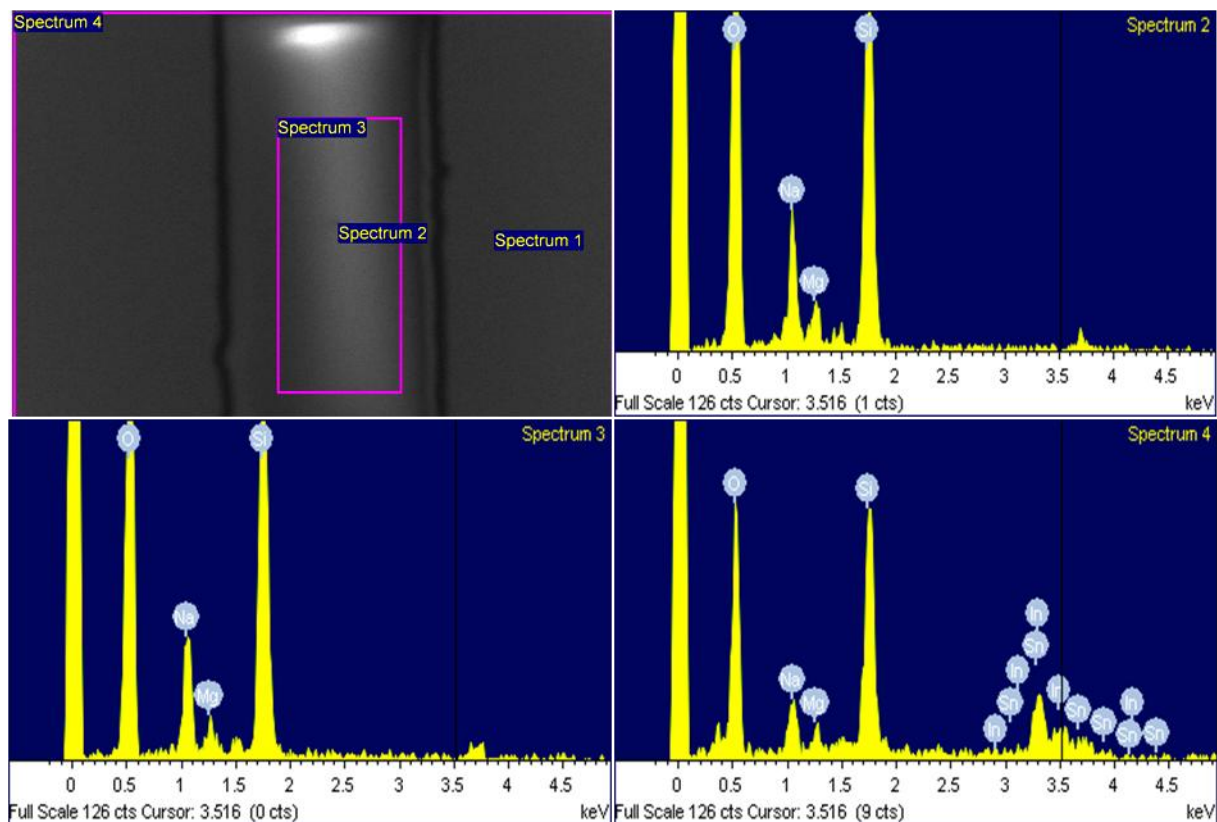 Spectrum 4
Spectrum 3
Spectrum 2
Spectrum 1
Spectrum 2
O
Si
Na
Mg
0 0.5 1 1.5 2 2.5 3 3.5 4 4.5
Full Scale 126 cts Cursor: 3.516 (1 cts) keV
Spectrum 3
O
Si
Na
Mg
0 0.5 1 1.5 2 2.5 3 3.5 4 4.5
Full Scale 126 cts Cursor: 3.516 (0 cts) keV
Spectrum 4
O
Si
Na
Mg
In
Sn
In
Sn
In
In
Sn
Sn
In
Sn
Sn
0 0.5 1 1.5 2 2.5 3 3.5 4 4.5
Full Scale 126 cts Cursor: 3.516 (9 cts) keV